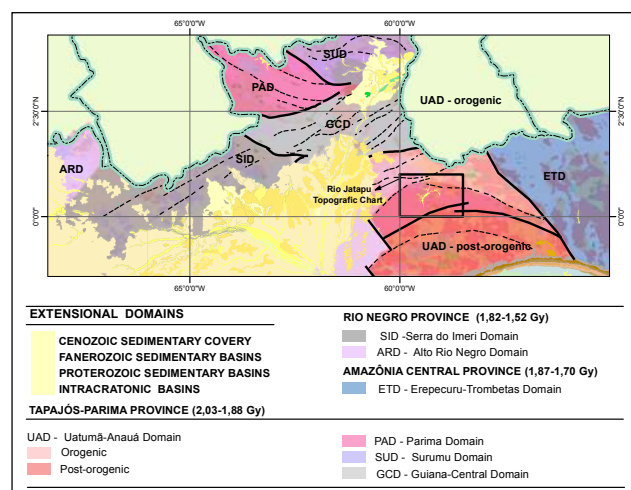 65°0'0"W 60°0'0"W
SUD
PAD
UAD - orogenic
2°30'0"N 2°30'0"N
GCD
SID
ARD
ETD
Rio Jatapu
Topografic Chart
0°0'0" 0°0'0"
UAD - post-orogenic
65°0'0"W 60°0'0"W
EXTENSIONAL DOMAINS
CENOZOIC SEDIMENTARY COVERY
FANEROZOIC SEDIMENTARY BASINS
PROTEROZOIC SEDIMENTARY BASINS
INTRACRATONIC BASINS
RIO NEGRO PROVINCE (1,82-1,52 Gy)
SID -Serra do Imeri Domain
ARD - Alto Rio Negro Domain
AMAZÔNIA CENTRAL PROVINCE (1,87-1,70 Gy)
ETD - Erepecuru-Trombetas Domain
TAPAJÓS-PARIMA PROVINCE (2,03-1,88 Gy)
UAD - Uatumã-Anauá Domain
Orogenic
Post-orogenic
PAD - Parima Domain
SUD - Surumu Domain
GCD - Guiana-Central Domain